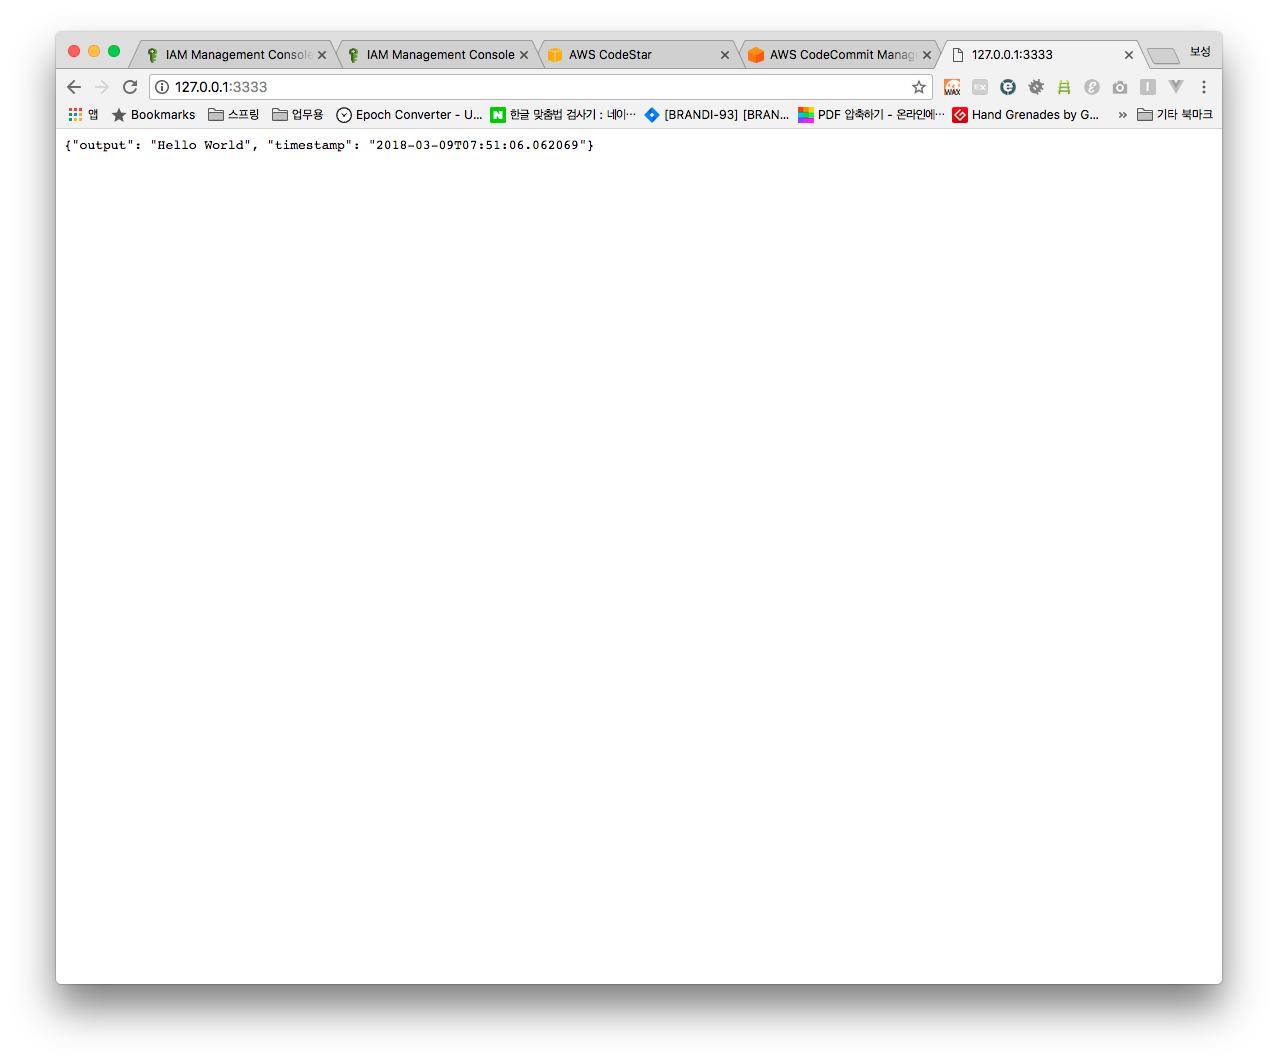 IAM Management Console IAM Management Console AWS CodeStar AWS CodeCommit Manag 127.0.0.1:3333 보성
127.0.0.1:3333
앱 Bookmarks 스프링 업무용 Epoch Converter - U... 한글 맞춤법 검사기 : 네이... [BRANDI-93] [BRAN... PDF 압축하기 - 온라인에... Hand Grenades by G... » 기타 북마크
{"output": "Hello World", "timestamp": "2018-03-09T07:51:06.062069"}